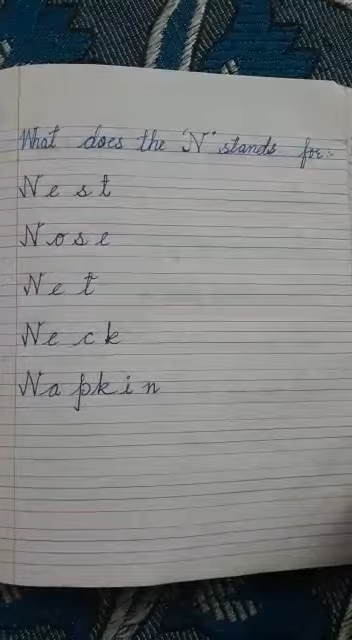 What does the "N" stands for:-
Nest
Nose
Net
Neck
Napkin